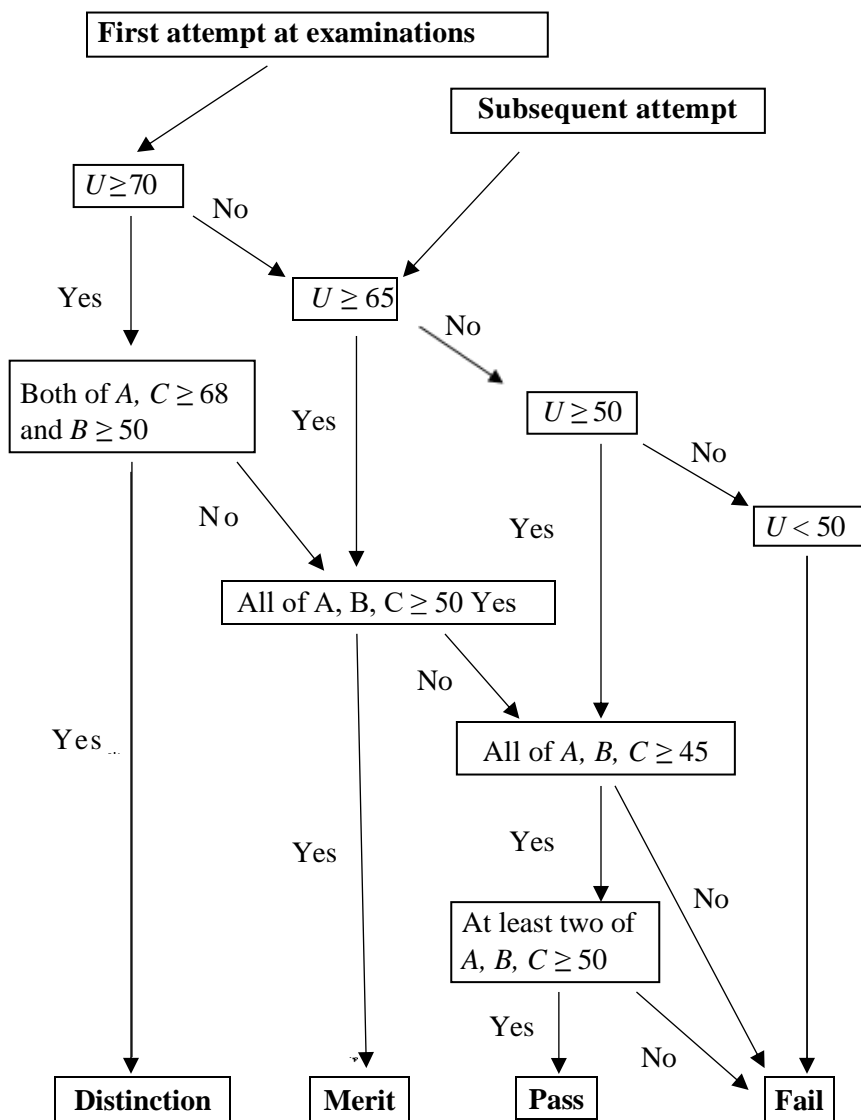 First attempt at examinations
Subsequent attempt
U ≥ 70
No
Yes
U ≥ 65
No
Both of A, C ≥ 68
and B ≥ 50
Yes
U ≥ 50
No
No
Yes
U < 50
All of A, B, C ≥ 50 Yes
No
Yes
All of A, B, C ≥ 45
Yes
Yes
No
At least two of
A, B, C ≥ 50
Yes
No
Distinction
Merit
Pass
Fail